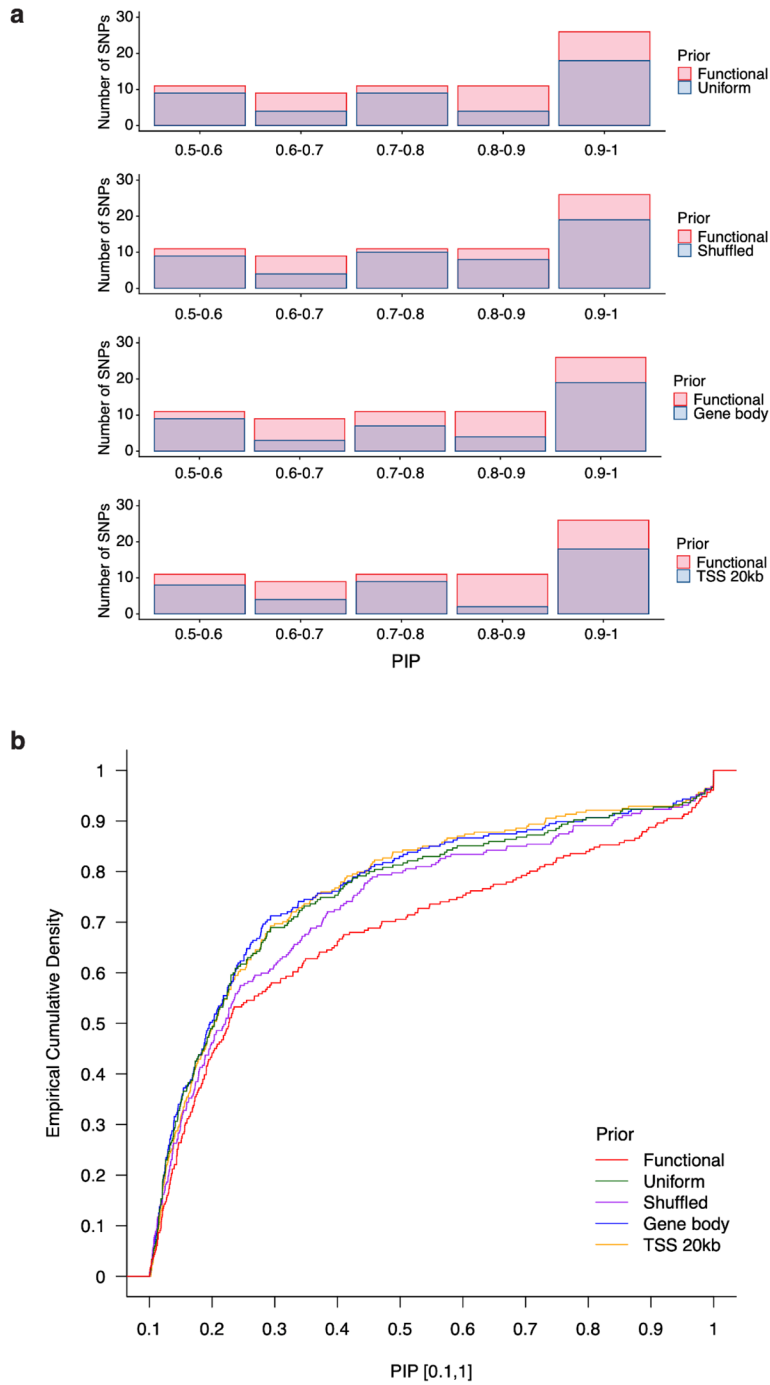 a
30
20
10
0
Number of SNPs
0.5-0.6 0.6-0.7 0.7-0.8 0.8-0.9 0.9-1
Prior
Functional
Uniform
30
20
10
0
Number of SNPs
0.5-0.6 0.6-0.7 0.7-0.8 0.8-0.9 0.9-1
Prior
Functional
Shuffled
30
20
10
0
Number of SNPs
0.5-0.6 0.6-0.7 0.7-0.8 0.8-0.9 0.9-1
Prior
Functional
Gene body
30
20
10
0
Number of SNPs
0.5-0.6 0.6-0.7 0.7-0.8 0.8-0.9 0.9-1
Prior
Functional
TSS 20kb
PIP
b
1
0.9
0.8
0.7
0.6
0.5
0.4
0.3
0.2
0.1
0
Empirical Cumulative Density
Prior
Functional
Uniform
Shuffled
Gene body
TSS 20kb
0.1 0.2 0.3 0.4 0.5 0.6 0.7 0.8 0.9 1
PIP [0.1,1]